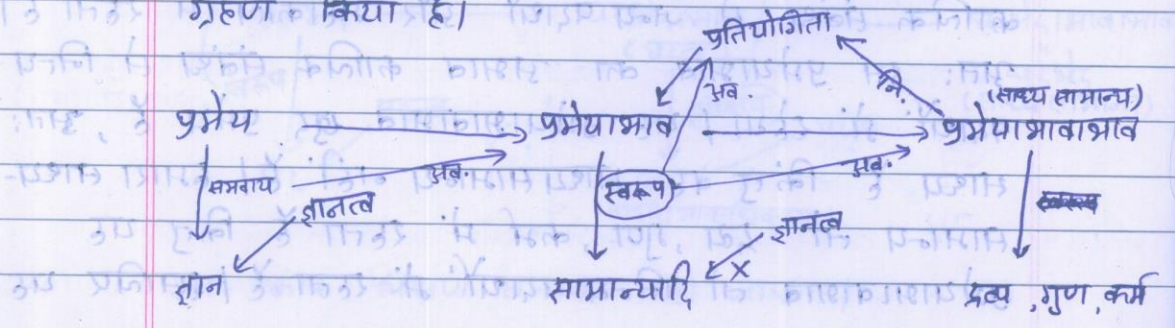 ग्रहण किया है।
प्रतियोगिता
अव. नि. (साध्य सामान्य)
प्रमेय प्रमेयाभाव प्रमेयाभावाभाव
समवाय अव. स्वरूप अव.
ज्ञानत्व ज्ञानत्व
ज्ञान सामान्यादि × द्रव्य, गुण, कर्म